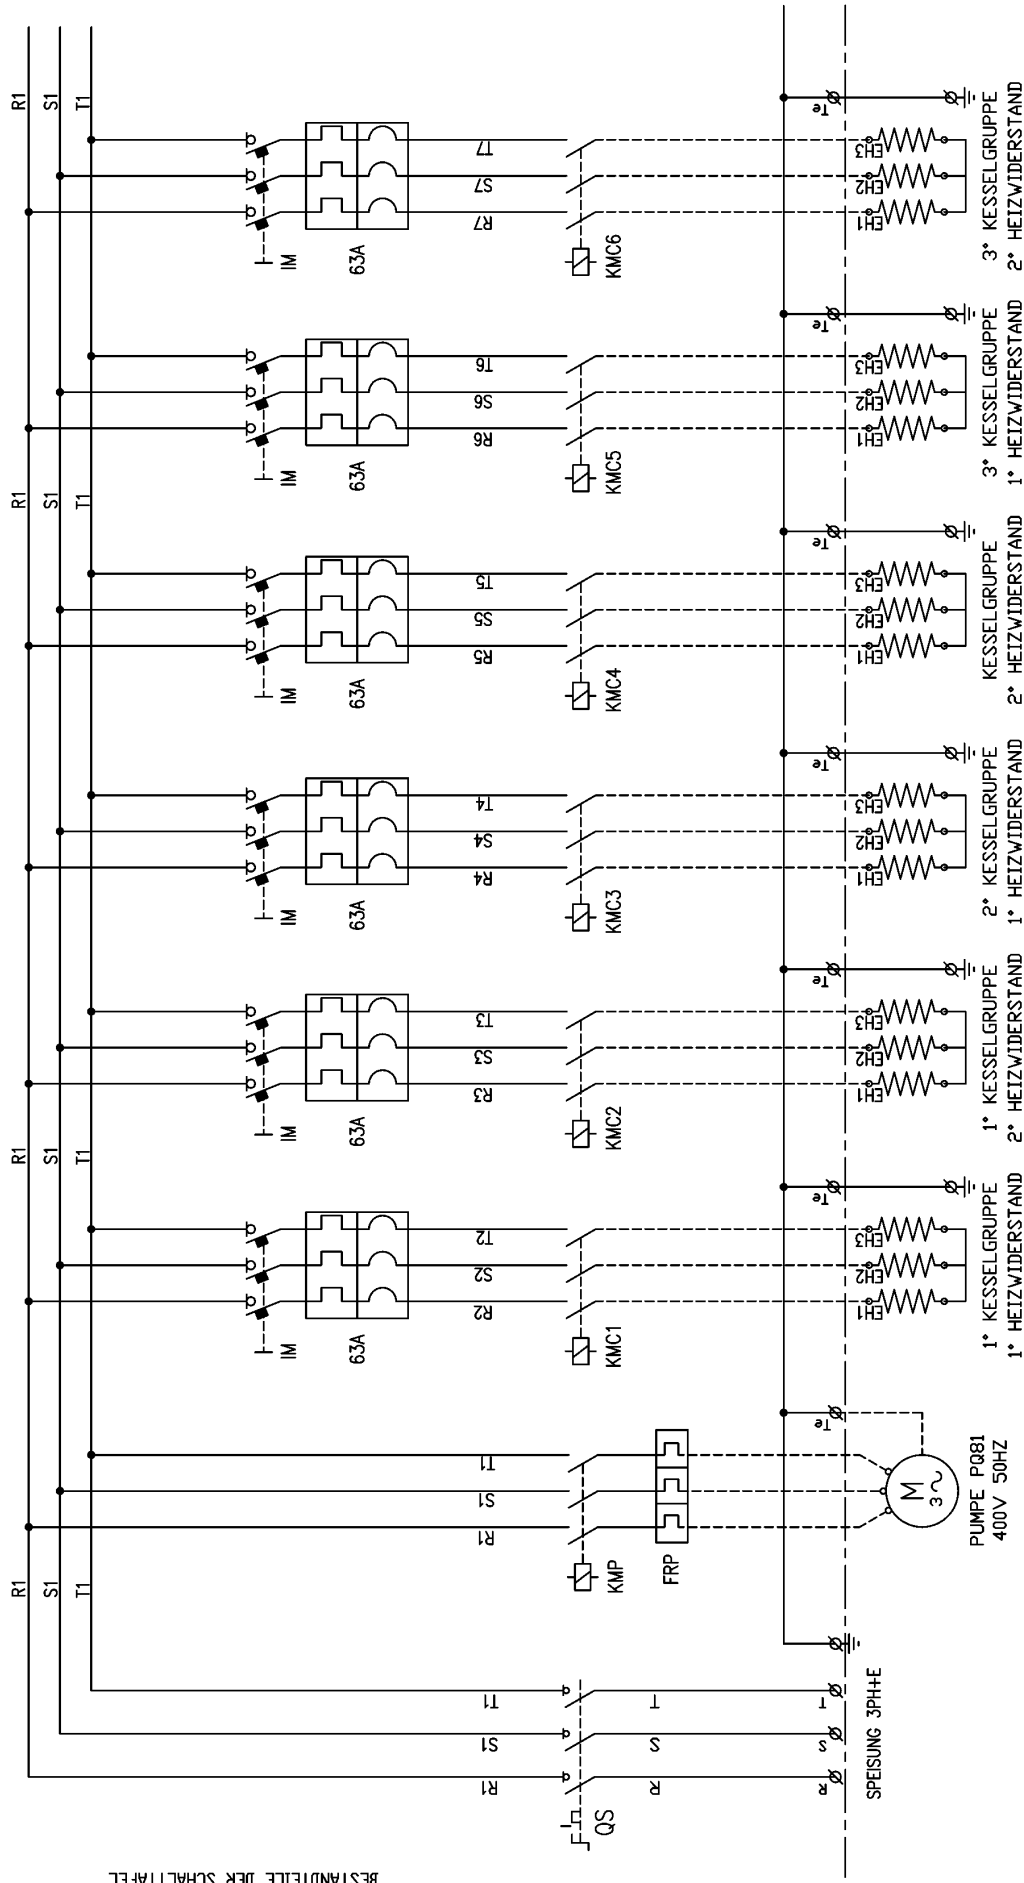 R1 R1 R1 R1
S1 S1 S1 S1
T1 T1 T1 T1
BESTANDTEILE DER SCHALTTAFEL
IM IM IM IM IM IM
63A 63A 63A 63A 63A 63A
R1 S1 T1
R1 S1 T1
R2 S2 T2
R3 S3 T3
R4 S4 T4
R5 S5 T5
R6 S6 T6
R7 S7 T7
QS
KMP
KMC1
KMC2
KMC3
KMC4
KMC5
KMC6
R S T
FRP
R S T
Te Te Te Te Te Te Te
SPEISUNG 3PH+E
M
3~
PUMPE PQ81
400V 50HZ
EH1 EH2 EH3
1° KESSELGRUPPE
1° HEIZWIDERSTAND
EH1 EH2 EH3
1° KESSELGRUPPE
2° HEIZWIDERSTAND
EH1 EH2 EH3
2° KESSELGRUPPE
1° HEIZWIDERSTAND
EH1 EH2 EH3
KESSELGRUPPE
2° HEIZWIDERSTAND
EH1 EH2 EH3
3° KESSELGRUPPE
1° HEIZWIDERSTAND
EH1 EH2 EH3
3° KESSELGRUPPE
2° HEIZWIDERSTAND